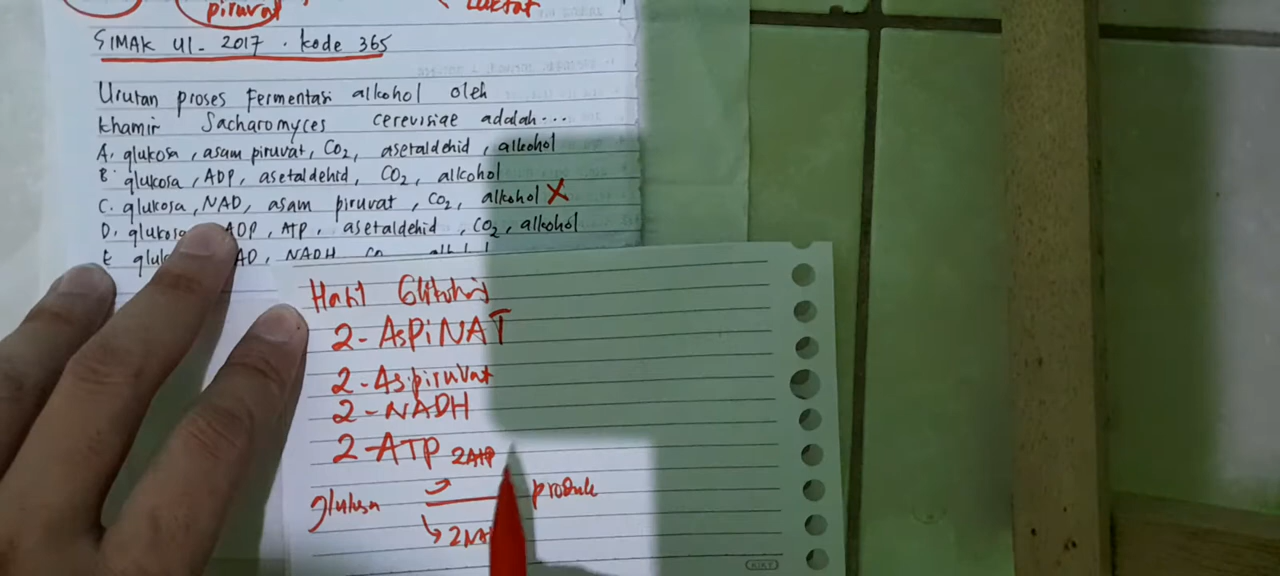 piruvat
Laktat
SIMAK UI - 2017 . kode 365
Urutan proses Fermentasi alkohol oleh
khamir Sacharomyces cerevisiae adalah...
A. glukosa, asam piruvat, CO2, asetaldehid, alkohol
B. glukosa, ADP, asetaldehid, CO2, alkohol
C. glukosa, NAD, asam piruvat, CO2, alkohol X
D. glukosa ADP, ATP, asetaldehid, CO2, alkohol
E NADH
Hasil
2-AsPiNAT
2-As.piruvat
2-NADH
2-ATP 2ATP
glukosa produk